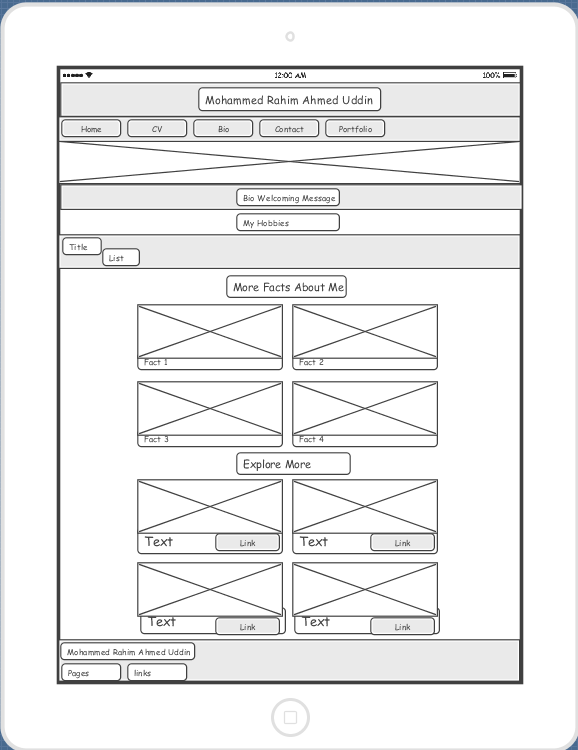 12:00 AM 100%
Mohammed Rahim Ahmed Uddin
Home CV Bio Contact Portfolio
Bio Welcoming Message
My Hobbies
Title
List
More Facts About Me
Fact 1 Fact 2
Fact 3 Fact 4
Explore More
Text Link Text Link
Text Link Text Link
Mohammed Rahim Ahmed Uddin
Pages links